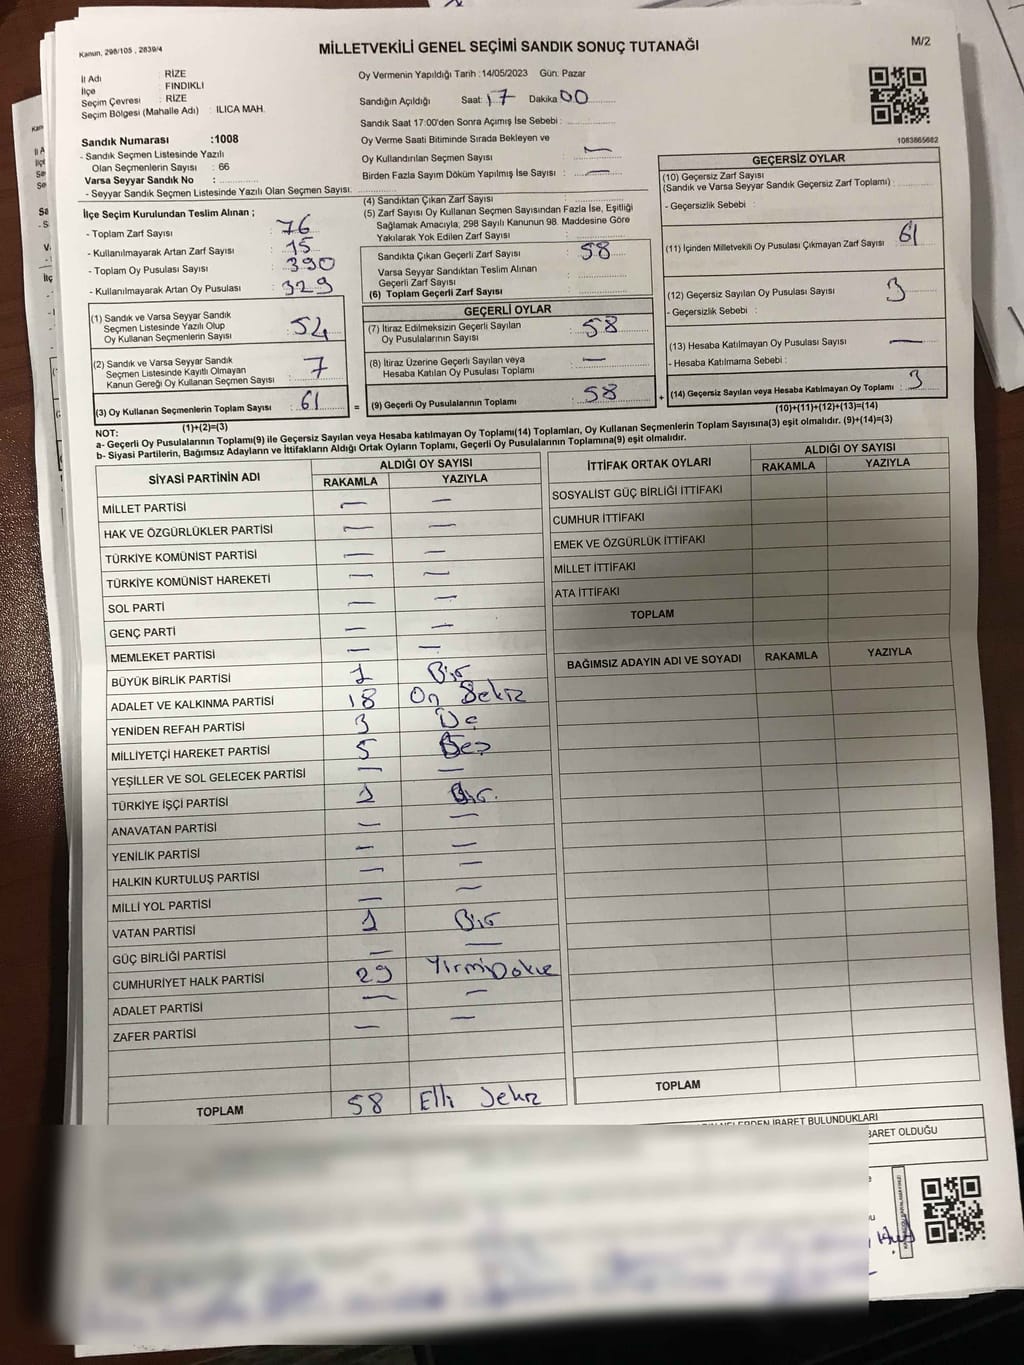 Kanun, 298/105 , 2839/4
MİLLETVEKİLİ GENEL SEÇİMİ SANDIK SONUÇ TUTANAĞI
M/2
İl Adı : RİZE
İlçe : FINDIKLI
Seçim Çevresi : RİZE
Seçim Bölgesi (Mahalle Adı) : ILICA MAH.
Oy Vermenin Yapıldığı Tarih :14/05/2023 Gün: Pazar
Sandığın Açıldığı Saat: 17 Dakika 00
Sandık Saat 17:00'den Sonra Açımış İse Sebebi :
Oy Verme Saati Bitiminde Sırada Bekleyen ve
Oy Kullandırılan Seçmen Sayısı : —
Birden Fazla Sayım Döküm Yapılmış İse Sayısı : —
1083865682
Sandık Numarası :1008
- Sandık Seçmen Listesinde Yazılı
Olan Seçmenlerin Sayısı : 66
Varsa Seyyar Sandık No :
- Seyyar Sandık Seçmen Listesinde Yazılı Olan Seçmen Sayısı:
İlçe Seçim Kurulundan Teslim Alınan ;
- Toplam Zarf Sayısı : 76
- Kullanılmayarak Artan Zarf Sayısı : 15
- Toplam Oy Pusulası Sayısı : 390
- Kullanılmayarak Artan Oy Pusulası : 329
(1) Sandık ve Varsa Seyyar Sandık
Seçmen Listesinde Yazılı Olup
Oy Kullanan Seçmenlerin Sayısı : 54
(2) Sandık ve Varsa Seyyar Sandık
Seçmen Listesinde Kayıtlı Olmayan
Kanun Gereği Oy Kullanan Seçmen Sayısı : 7
(3) Oy Kullanan Seçmenlerin Toplam Sayısı : 61
(1)+(2)=(3)
(4) Sandıktan Çıkan Zarf Sayısı :
(5) Zarf Sayısı Oy Kullanan Seçmen Sayısından Fazla İse, Eşitliği
Sağlamak Amacıyla, 298 Sayılı Kanunun 98. Maddesine Göre
Yakılarak Yok Edilen Zarf Sayısı :
Sandıkta Çıkan Geçerli Zarf Sayısı : 58
Varsa Seyyar Sandıktan Teslim Alınan
Geçerli Zarf Sayısı :
(6) Toplam Geçerli Zarf Sayısı :
GEÇERLİ OYLAR
(7) İtiraz Edilmeksizin Geçerli Sayılan
Oy Pusulalarının Sayısı : 58
(8) İtiraz Üzerine Geçerli Sayılan veya
Hesaba Katılan Oy Pusulası Toplamı : —
= (9) Geçerli Oy Pusulalarının Toplamı : 58
GEÇERSİZ OYLAR
(10) Geçersiz Zarf Sayısı
(Sandık ve Varsa Seyyar Sandık Geçersiz Zarf Toplamı) :
- Geçersizlik Sebebi :
(11) İçinden Milletvekili Oy Pusulası Çıkmayan Zarf Sayısı : 61
(12) Geçersiz Sayılan Oy Pusulası Sayısı : 3
- Geçersizlik Sebebi :
(13) Hesaba Katılmayan Oy Pusulası Sayısı : —
- Hesaba Katılmama Sebebi :
+ (14) Geçersiz Sayılan veya Hesaba Katılmayan Oy Toplamı : 3
(10)+(11)+(12)+(13)=(14)
NOT:
a- Geçerli Oy Pusulalarının Toplamı(9) ile Geçersiz Sayılan veya Hesaba katılmayan Oy Toplamı(14) Toplamları, Oy Kullanan Seçmenlerin Toplam Sayısına(3) eşit olmalıdır. (9)+(14)=(3)
b- Siyasi Partilerin, Bağımsız Adayların ve İttifakların Aldığı Ortak Oyların Toplamı, Geçerli Oy Pusulalarının Toplamına(9) eşit olmalıdır.
SİYASİ PARTİNİN ADI
ALDIĞI OY SAYISI
RAKAMLA YAZIYLA
MİLLET PARTİSİ — —
HAK VE ÖZGÜRLÜKLER PARTİSİ — —
TÜRKİYE KOMÜNİST PARTİSİ — —
TÜRKİYE KOMÜNİST HAREKETİ — —
SOL PARTİ — —
GENÇ PARTİ — —
MEMLEKET PARTİSİ — —
BÜYÜK BİRLİK PARTİSİ 1 Bir
ADALET VE KALKINMA PARTİSİ 18 On Sekiz
YENİDEN REFAH PARTİSİ 3 Üç
MİLLİYETÇİ HAREKET PARTİSİ 5 Beş
YEŞİLLER VE SOL GELECEK PARTİSİ — —
TÜRKİYE İŞÇİ PARTİSİ 1 Bir.
ANAVATAN PARTİSİ — —
YENİLİK PARTİSİ — —
HALKIN KURTULUŞ PARTİSİ — —
MİLLİ YOL PARTİSİ —
VATAN PARTİSİ 1 Bir
GÜÇ BİRLİĞİ PARTİSİ — —
CUMHURİYET HALK PARTİSİ 29 YirmiDokuz
ADALET PARTİSİ — —
ZAFER PARTİSİ — —
TOPLAM 58 Elli Sekiz
İTTİFAK ORTAK OYLARI
ALDIĞI OY SAYISI
RAKAMLA YAZIYLA
SOSYALİST GÜÇ BİRLİĞİ İTTİFAKI
CUMHUR İTTİFAKI
EMEK VE ÖZGÜRLÜK İTTİFAKI
MİLLET İTTİFAKI
ATA İTTİFAKI
TOPLAM
BAĞIMSIZ ADAYIN ADI VE SOYADI RAKAMLA YAZIYLA
TOPLAM
İBARET BULUNDUKLARI
BARET OLDUĞU